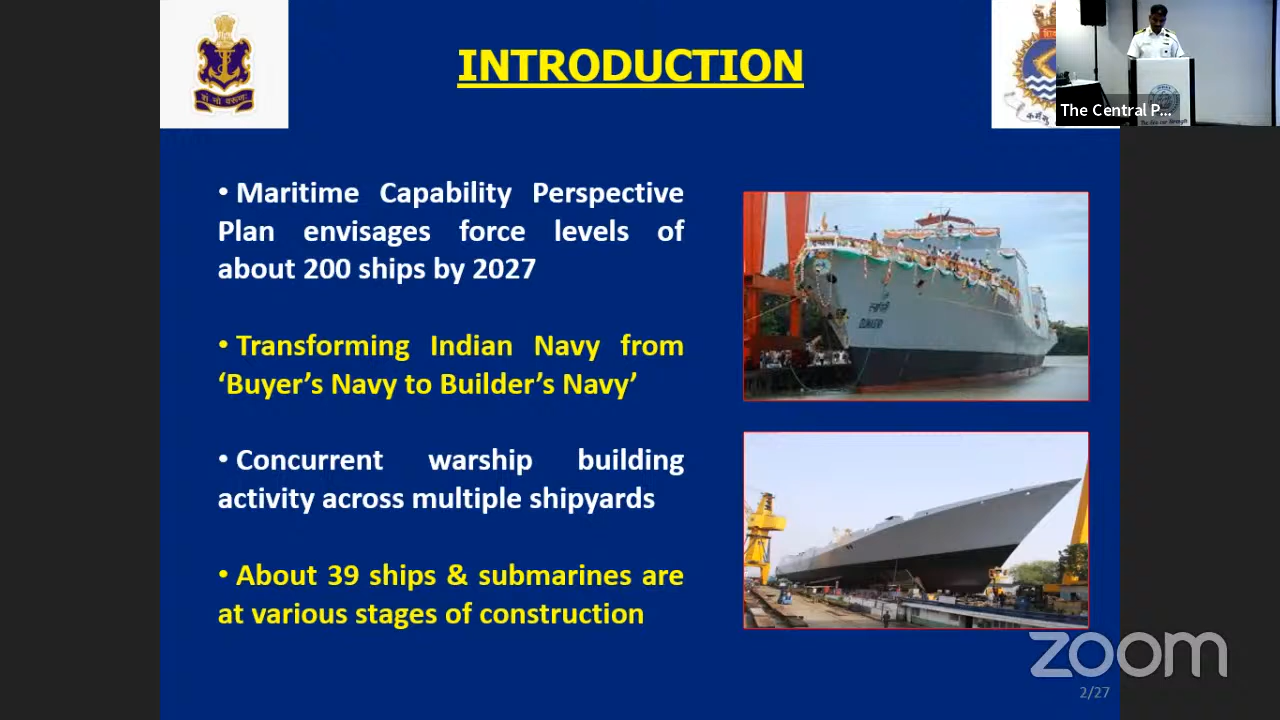 INTRODUCTION
The Central P...
• Maritime Capability Perspective
Plan envisages force levels of
about 200 ships by 2027
• Transforming Indian Navy from
‘Buyer’s Navy to Builder’s Navy’
• Concurrent warship building
activity across multiple shipyards
• About 39 ships & submarines are
at various stages of construction
zoom
2/27